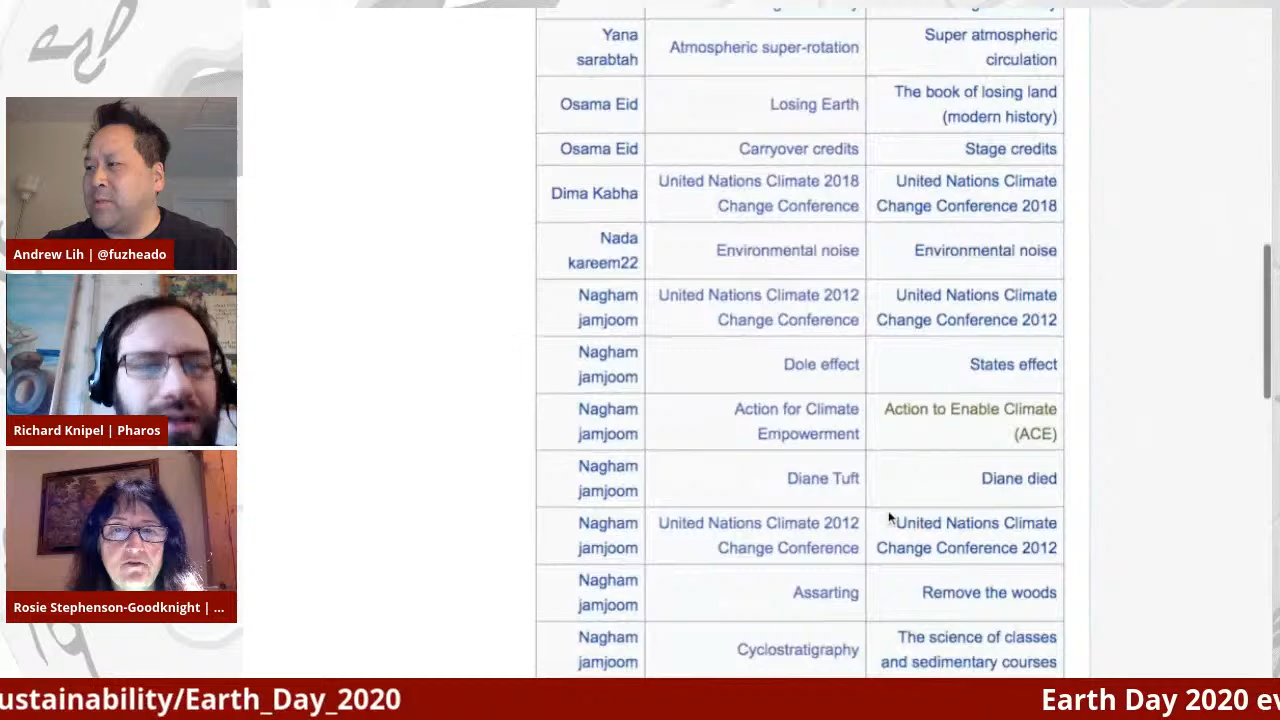 Yana
sarabtah
Atmospheric super-rotation
Super atmospheric
circulation
Osama Eid
Losing Earth
The book of losing land
(modern history)
Osama Eid
Carryover credits
Stage credits
Dima Kabha
United Nations Climate 2018
Change Conference
United Nations Climate
Change Conference 2018
Nada
kareem22
Environmental noise
Environmental noise
Nagham
jamjoom
United Nations Climate 2012
Change Conference
United Nations Climate
Change Conference 2012
Nagham
jamjoom
Dole effect
States effect
Nagham
jamjoom
Action for Climate
Empowerment
Action to Enable Climate
(ACE)
Nagham
jamjoom
Diane Tuft
Diane died
Nagham
jamjoom
United Nations Climate 2012
Change Conference
United Nations Climate
Change Conference 2012
Nagham
jamjoom
Assarting
Remove the woods
Nagham
jamjoom
Cyclostratigraphy
The science of classes
and sedimentary courses
Andrew Lih | @fuzheado
Richard Knipel | Pharos
Rosie Stephenson-Goodknight | ...
ustainability/Earth_Day_2020
Earth Day 2020 ev